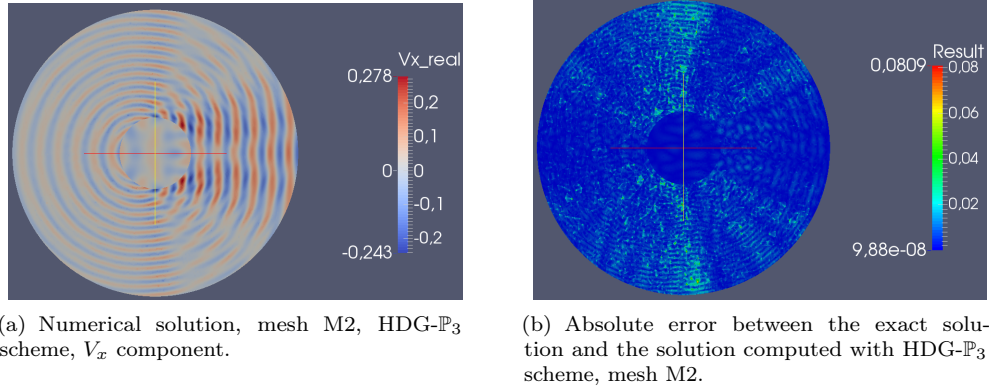 Vx_real
0,278
0,2
0,1
0
0
-0,1
-0,2
-0,243
Result
0,0809
0,08
0,06
0,04
0,02
9,88e-08
(a) Numerical solution, mesh M2, HDG-ℙ₃
scheme, Vₓ component.
(b) Absolute error between the exact solu-
tion and the solution computed with HDG-ℙ₃
scheme, mesh M2.